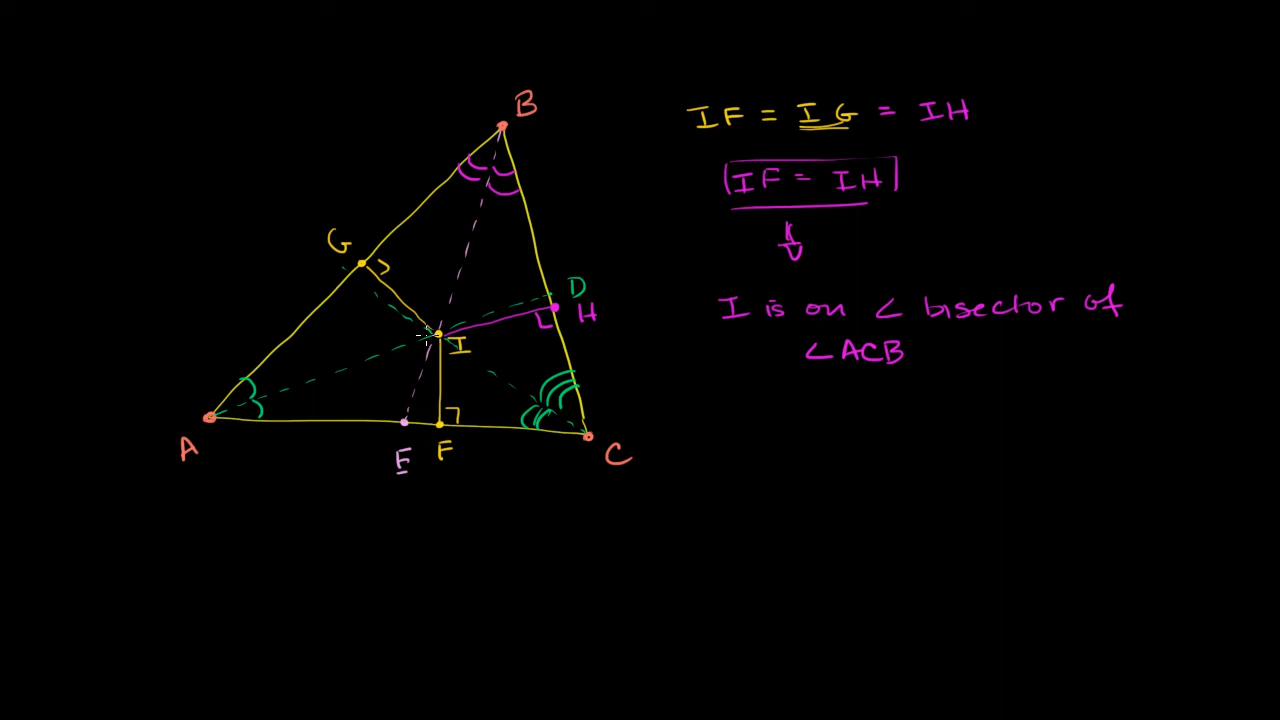 B
IF = IG = IH
IF = IH
G
D
H
I
I is on ∠ bisector of
∠ACB
A
E
F
C